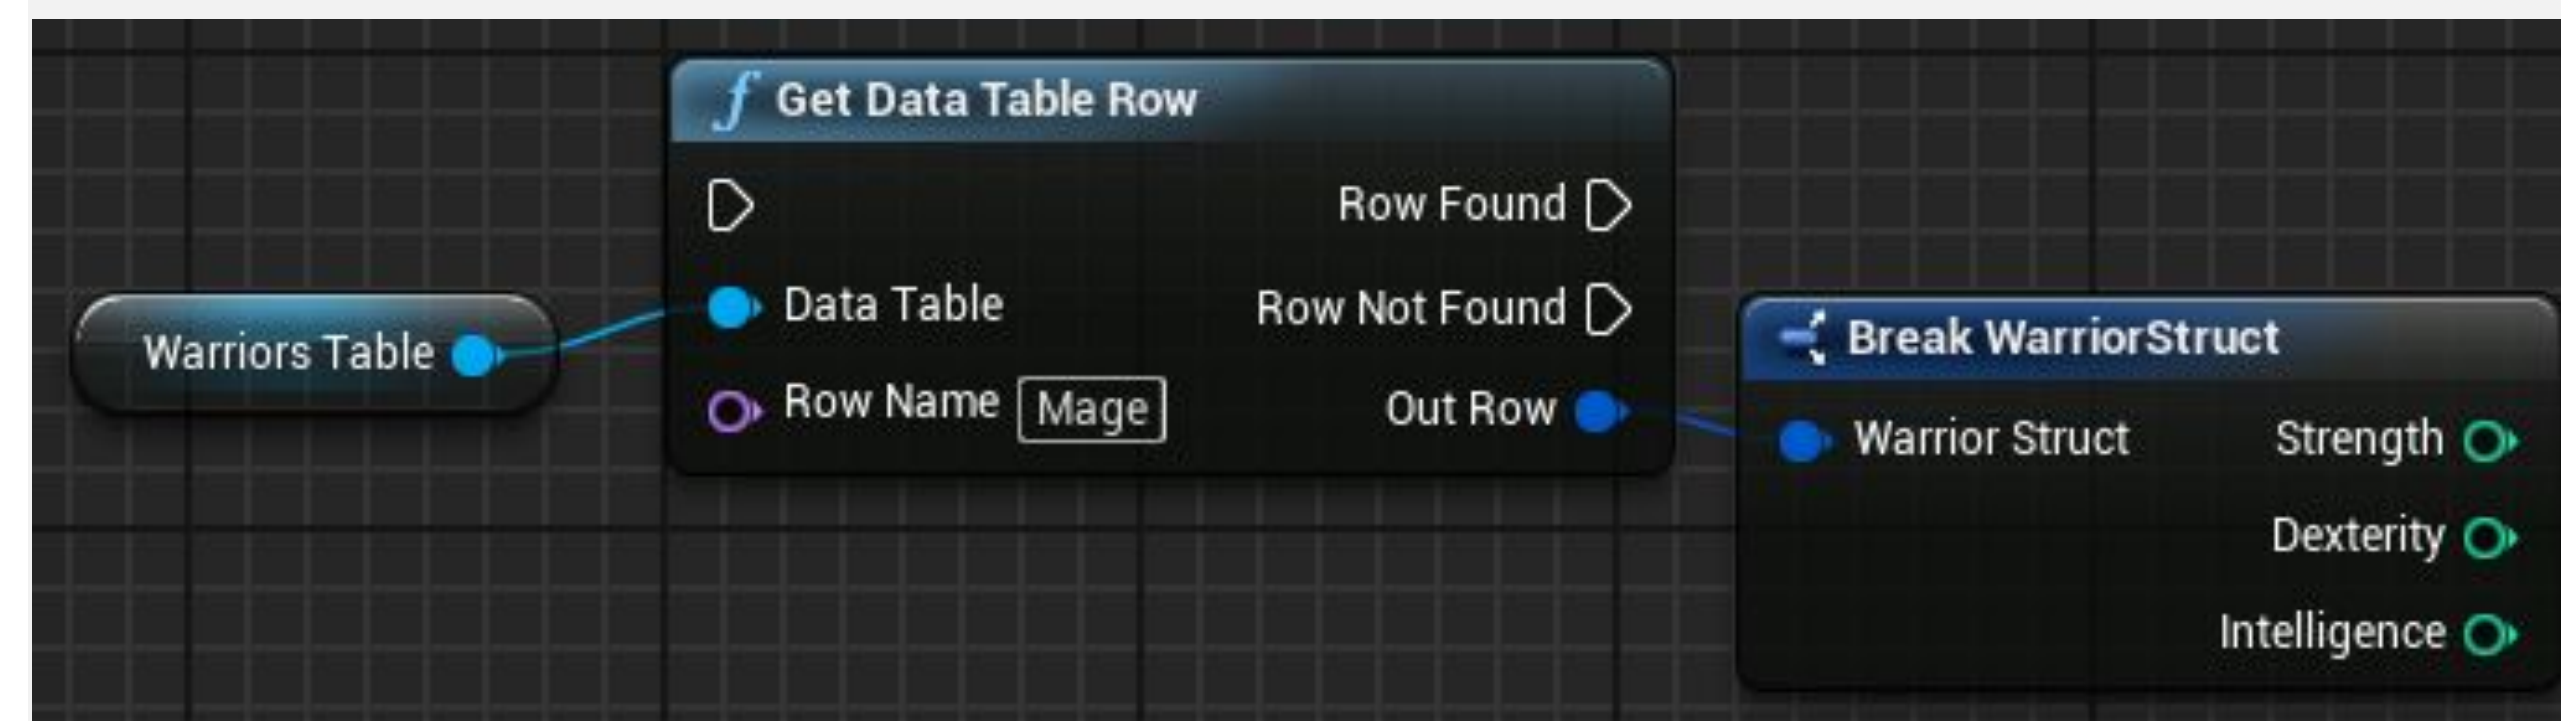 Get Data Table Row
Row Found
Warriors Table
Data Table
Row Not Found
Row Name Mage
Out Row
Break WarriorStruct
Warrior Struct
Strength
Dexterity
Intelligence